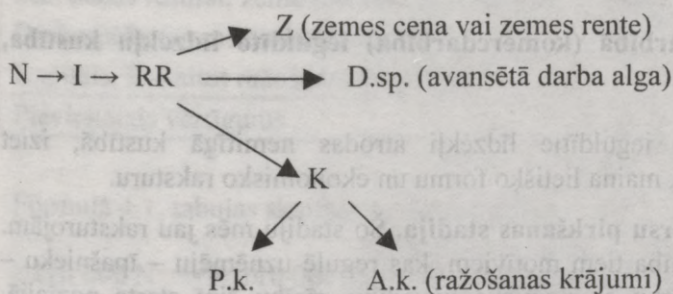 Z (zemes cena vai zemes rente)
N → I → RR
D.sp. (avansētā darba alga)
K
P.k.
A.k. (ražošanas krājumi)